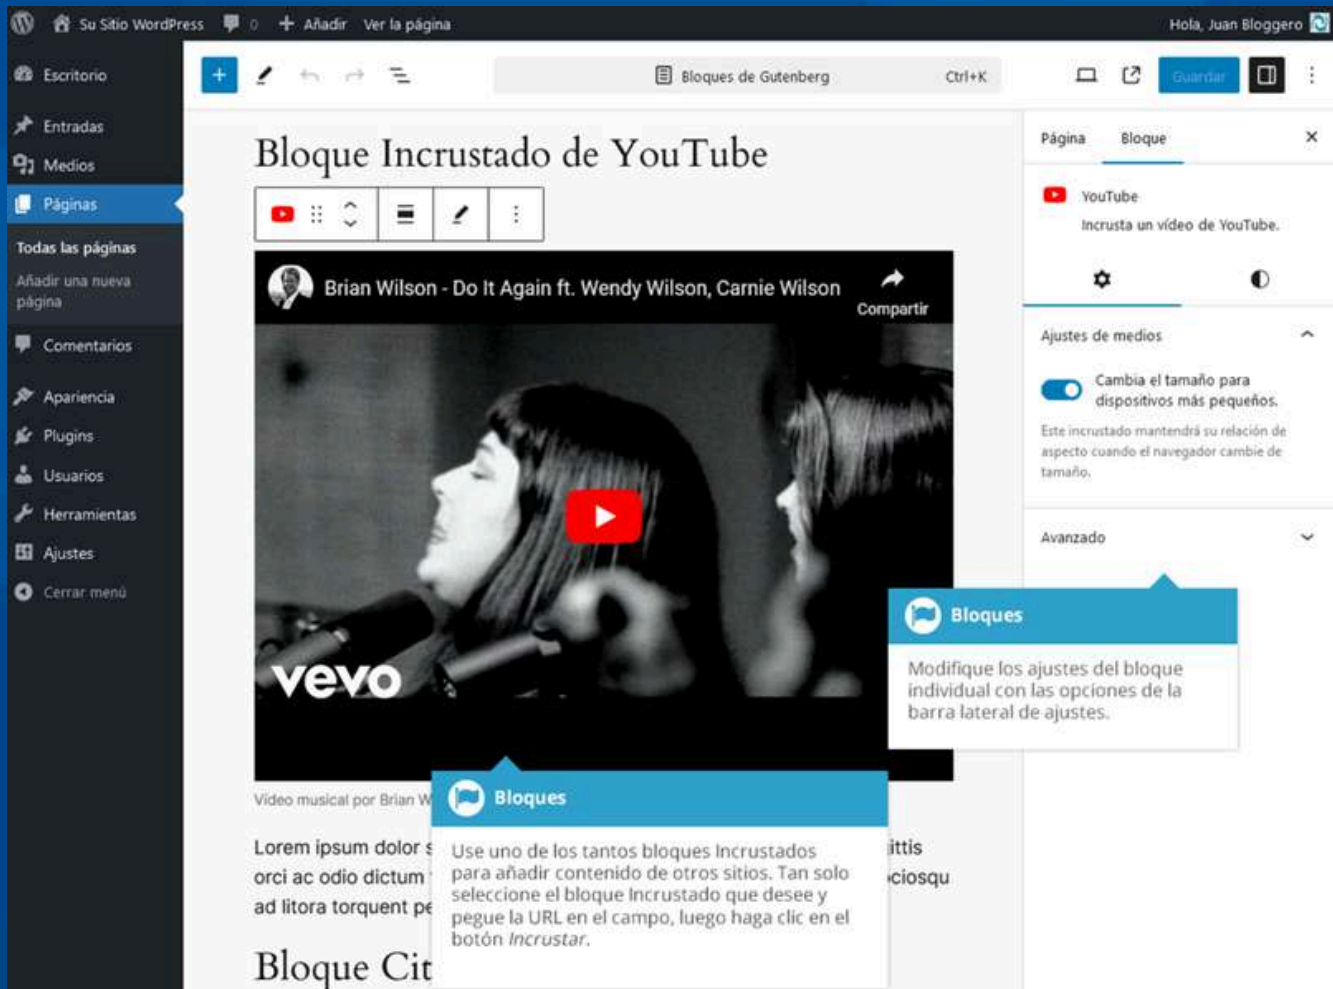 Su Sitio WordPress 0 + Añadir Ver la página
Hola, Juan Bloggero
Escritorio
Entradas
Medios
Páginas
Todas las páginas
Añadir una nueva
página
Comentarios
Apariencia
Plugins
Usuarios
Herramientas
Ajustes
Cerrar menú
Bloques de Gutenberg Ctrl+K
Guardar
Bloque Incrustado de YouTube
Brian Wilson - Do It Again ft. Wendy Wilson, Carnie Wilson
Compartir
vevo
Vídeo musical por Brian W
Lorem ipsum dolor s ittis
orci ac odio dictum ociosqu
ad litora torquent pe
Bloque Cit
Bloques
Use uno de los tantos bloques Incrustados
para añadir contenido de otros sitios. Tan solo
seleccione el bloque Incrustado que desee y
pegue la URL en el campo, luego haga clic en el
botón Incrustar.
Página Bloque
YouTube
Incrusta un vídeo de YouTube.
Ajustes de medios
Cambia el tamaño para
dispositivos más pequeños.
Este incrustado mantendrá su relación de
aspecto cuando el navegador cambie de
tamaño.
Avanzado
Bloques
Modifique los ajustes del bloque
individual con las opciones de la
barra lateral de ajustes.